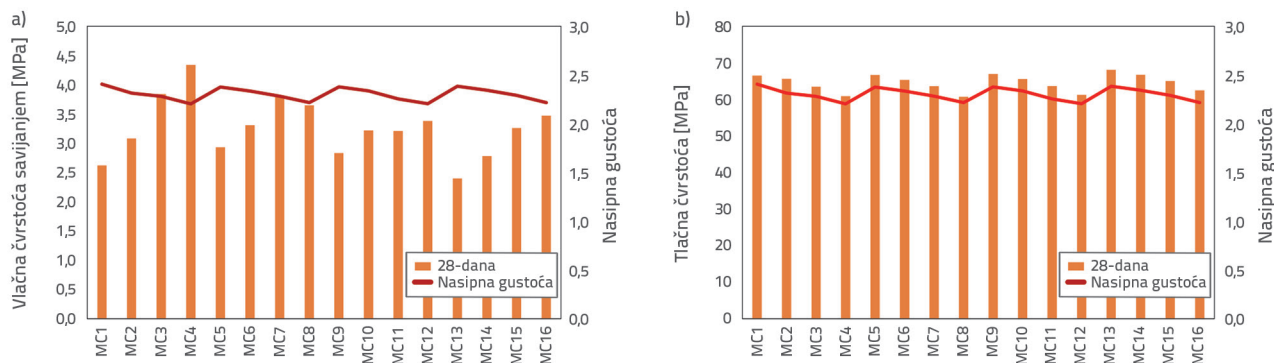 a)
Vlačna čvrstoća savijanjem [MPa]
5,0
4,5
4,0
3,5
3,0
2,5
2,0
1,5
1,0
0,5
0,0
3,0
2,5
2,0
1,5
1,0
0,5
0,0
Nasipna gustoća
28-dana
Nasipna gustoća
MC1
MC2
MC3
MC4
MC5
MC6
MC7
MC8
MC9
MC10
MC11
MC12
MC13
MC14
MC15
MC16
b)
Tlačna čvrstoća [MPa]
80
70
60
50
40
30
20
10
0
3,0
2,5
2,0
1,5
1,0
0,5
0,0
Nasipna gustoća
28-dana
Nasipna gustoća
MC1
MC2
MC3
MC4
MC5
MC6
MC7
MC8
MC9
MC10
MC11
MC12
MC13
MC14
MC15
MC16